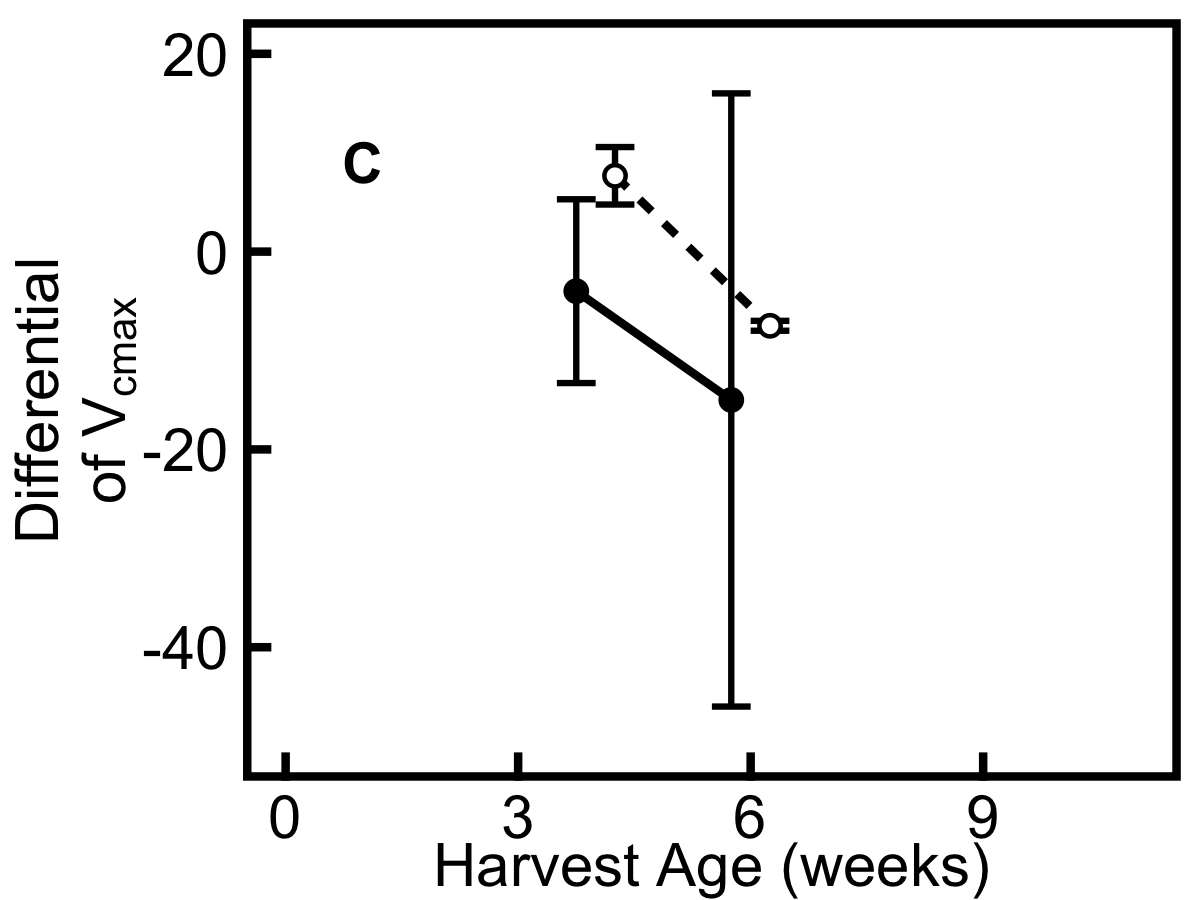 Differential
of Vcmax
20
0
-20
-40
C
0 3 6 9
Harvest Age (weeks)